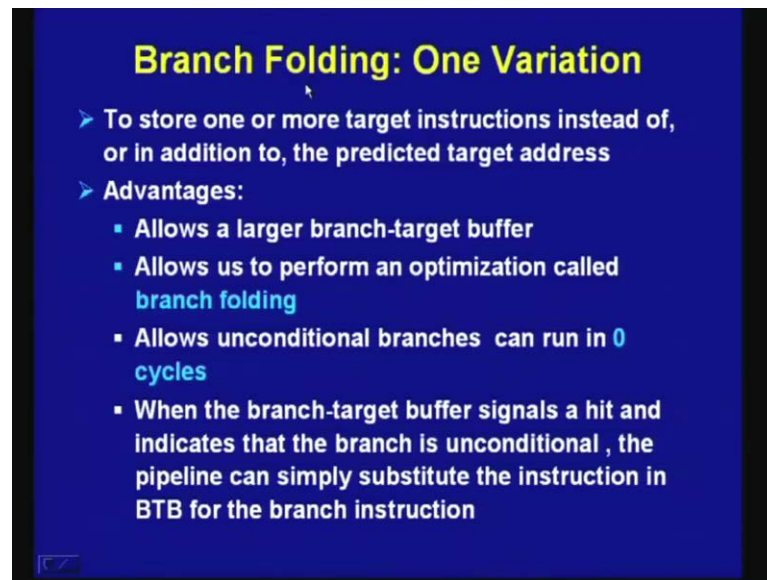 Branch Folding: One Variation
➢ To store one or more target instructions instead of,
or in addition to, the predicted target address
➢ Advantages:
▪ Allows a larger branch-target buffer
▪ Allows us to perform an optimization called
branch folding
▪ Allows unconditional branches can run in 0
cycles
▪ When the branch-target buffer signals a hit and
indicates that the branch is unconditional , the
pipeline can simply substitute the instruction in
BTB for the branch instruction